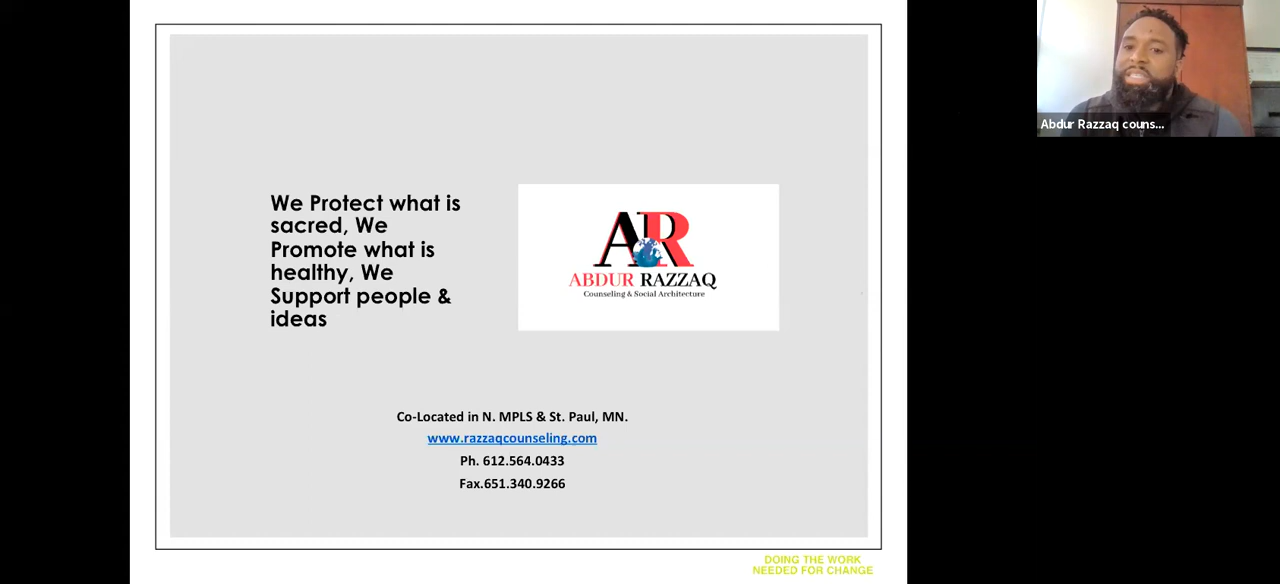 We Protect what is
sacred, We
Promote what is
healthy, We
Support people &
ideas
AR
ABDUR RAZZAQ
Counseling & Social Architecture
Co-Located in N. MPLS & St. Paul, MN.
www.razzaqcounseling.com
Ph. 612.564.0433
Fax.651.340.9266
DOING THE WORK
NEEDED FOR CHANGE
Abdur Razzaq couns...